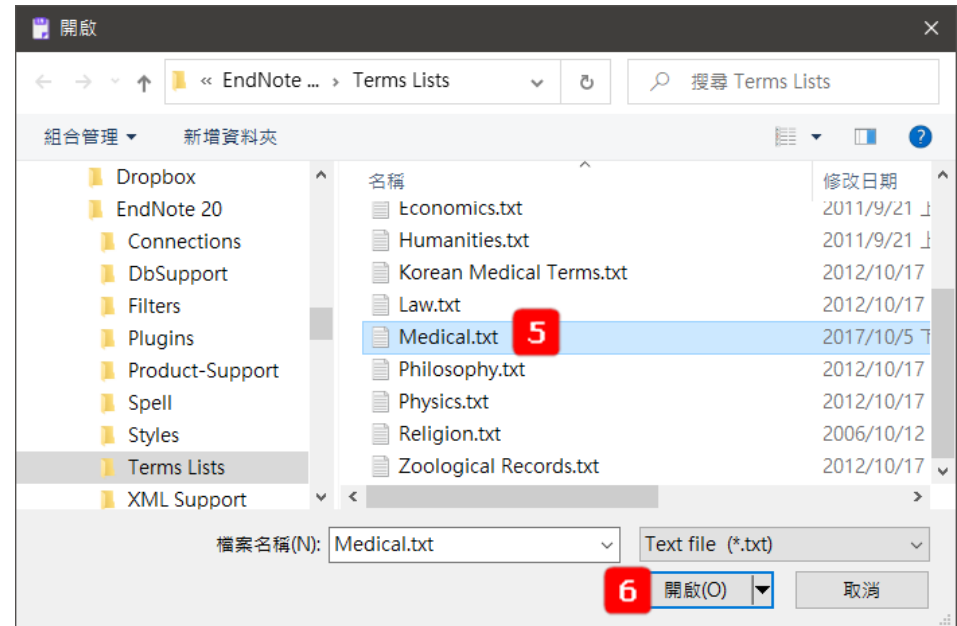 開啟
« EndNote ... › Terms Lists
搜尋 Terms Lists
組合管理 新增資料夾
名稱 修改日期
Dropbox
EndNote 20
Connections
DbSupport
Filters
Plugins
Product-Support
Spell
Styles
Terms Lists
XML Support
Economics.txt 2011/9/21 上
Humanities.txt 2011/9/21 上
Korean Medical Terms.txt 2012/10/17
Law.txt 2012/10/17
Medical.txt 5 2017/10/5 下
Philosophy.txt 2012/10/17
Physics.txt 2012/10/17
Religion.txt 2006/10/12
Zoological Records.txt 2012/10/17
檔案名稱(N): Medical.txt Text file (*.txt)
6 開啟(O) 取消